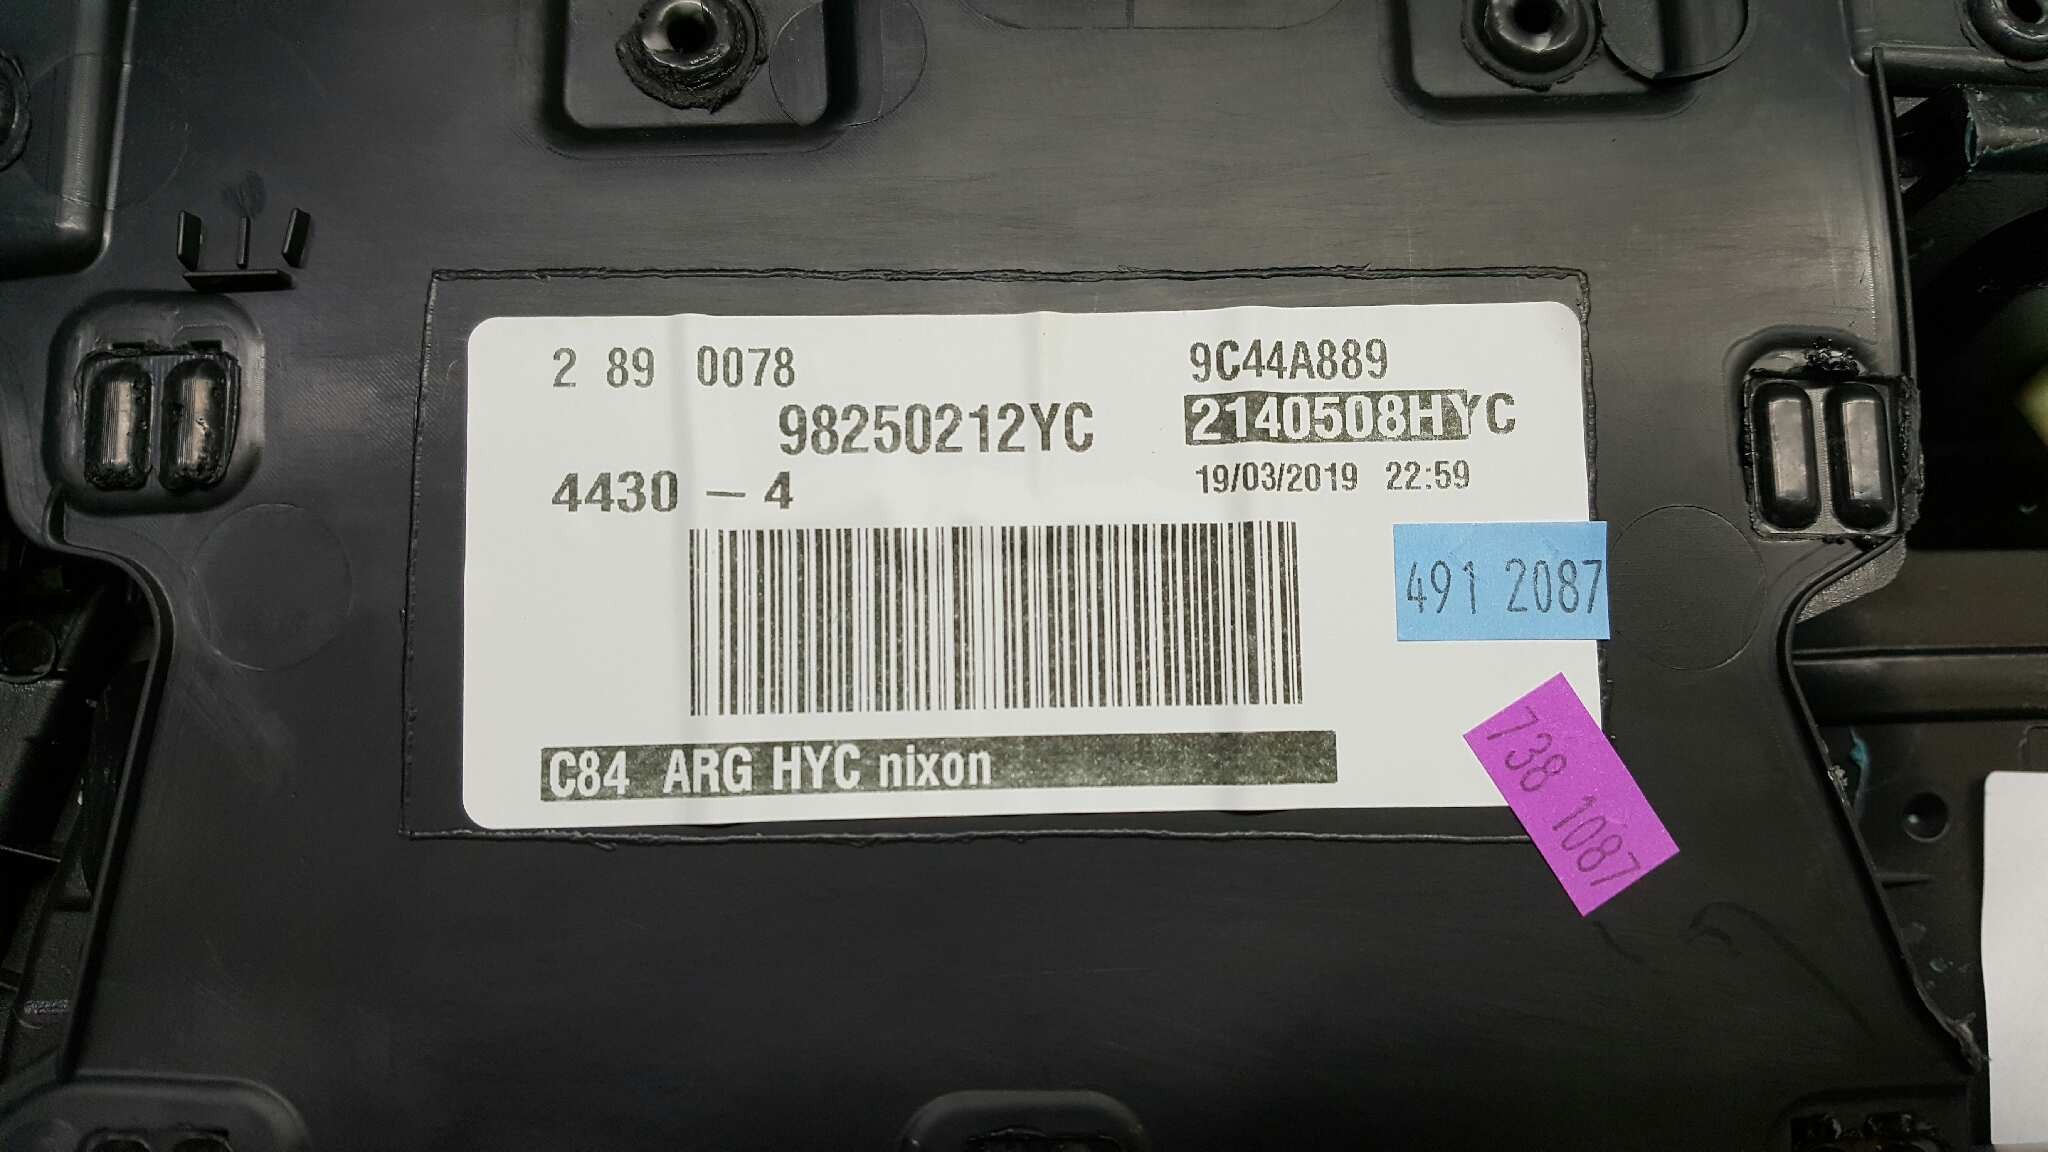 2 89 0078
9C44A889
98250212YC
2140508HYC
4430 – 4
19/03/2019 22:59
491 2087
738 1087
C84 ARG HYC nixon